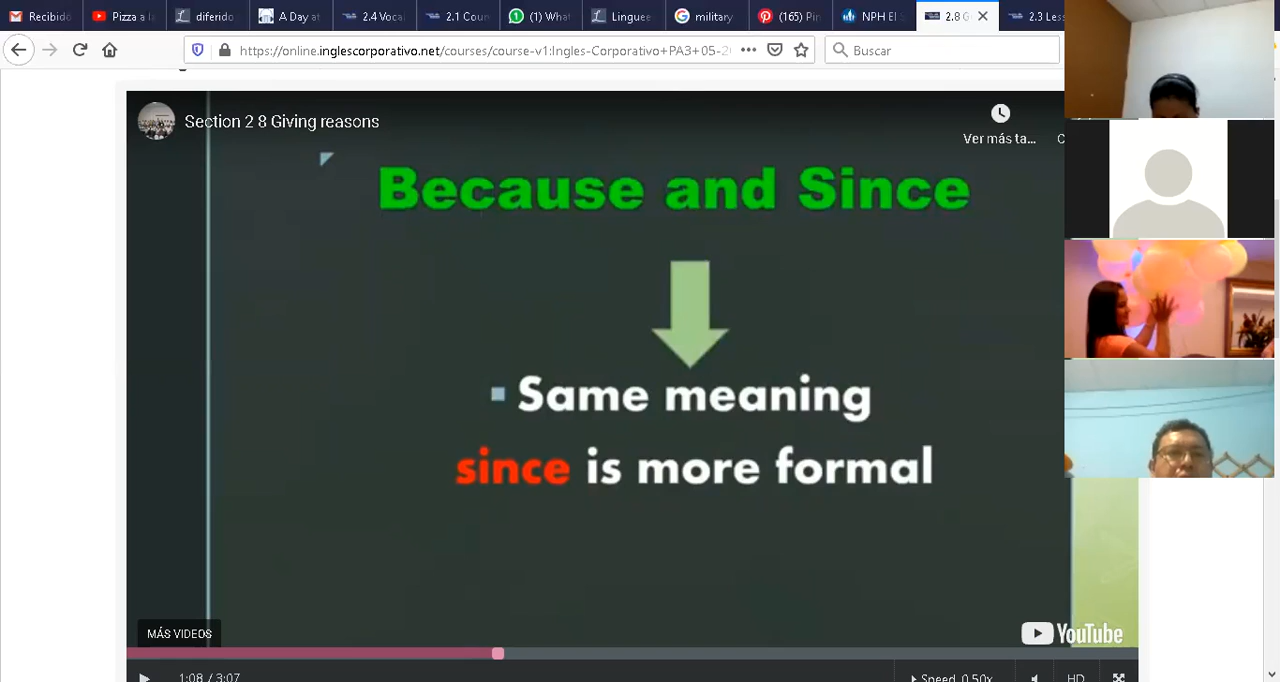 Recibido
Pizza a la
diferido
A Day at
2.4 Voca
2.1 Cour
(1) What
Linguee
military
(165) Pin
NPH El S
2.8 G
2.3 Less
https://online.inglescorporativo.net/courses/course-v1:Ingles-Corporativo+PA3+05-2
Buscar
Section 2 8 Giving reasons
Ver más ta...
Because and Since
Same meaning
since is more formal
MÁS VIDEOS
YouTube
1:08 / 3:07
Speed 0.50x
HD